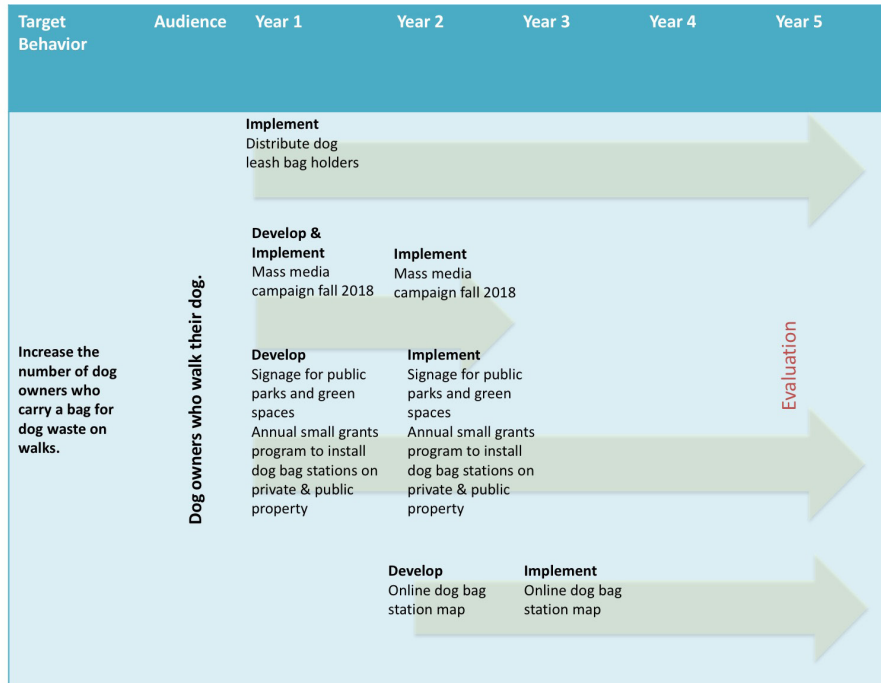 Target
Behavior
Audience
Year 1
Year 2
Year 3
Year 4
Year 5
Increase the
number of dog
owners who
carry a bag for
dog waste on
walks.
Dog owners who walk their dog.
Implement
Distribute dog
leash bag holders
Develop &
Implement
Mass media
campaign fall 2018
Implement
Mass media
campaign fall 2018
Develop
Signage for public
parks and green
spaces
Annual small grants
program to install
dog bag stations on
private & public
property
Implement
Signage for public
parks and green
spaces
Annual small grants
program to install
dog bag stations on
private & public
property
Develop
Online dog bag
station map
Implement
Online dog bag
station map
Evaluation